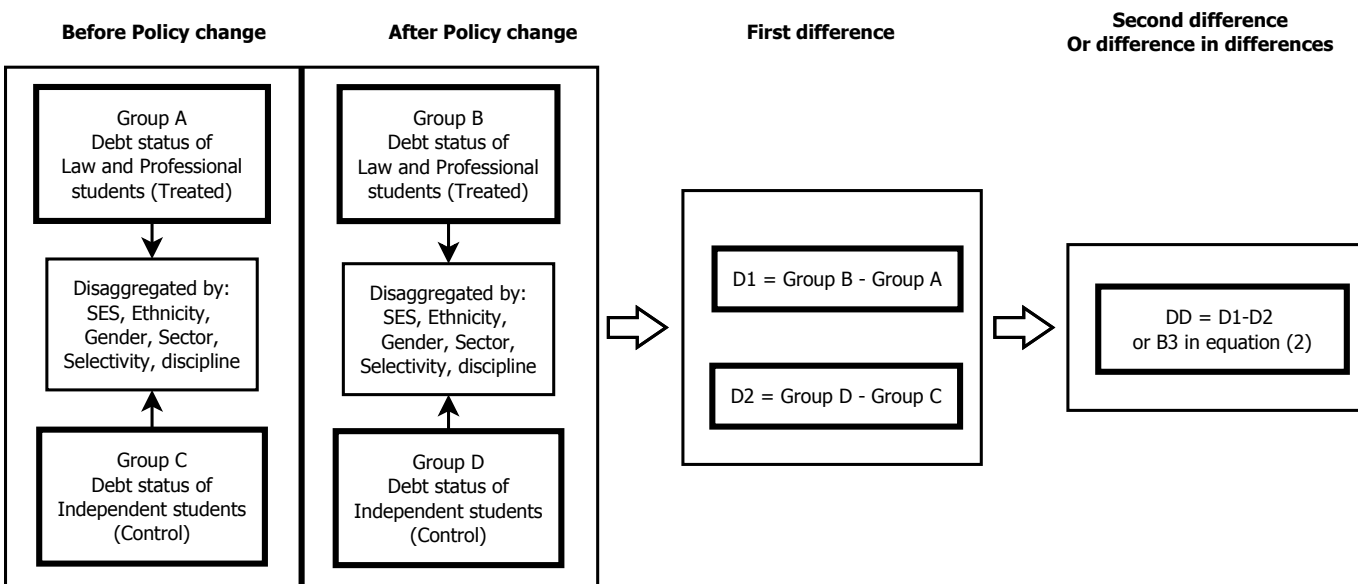 Before Policy change
After Policy change
First difference
Second difference
Or difference in differences
Group A
Debt status of
Law and Professional
students (Treated)
Disaggregated by:
SES, Ethnicity,
Gender, Sector,
Selectivity, discipline
Group C
Debt status of
Independent students
(Control)
Group B
Debt status of
Law and Professional
students (Treated)
Disaggregated by:
SES, Ethnicity,
Gender, Sector,
Selectivity, discipline
Group D
Debt status of
Independent students
(Control)
D1 = Group B - Group A
D2 = Group D - Group C
DD = D1-D2
or B3 in equation (2)